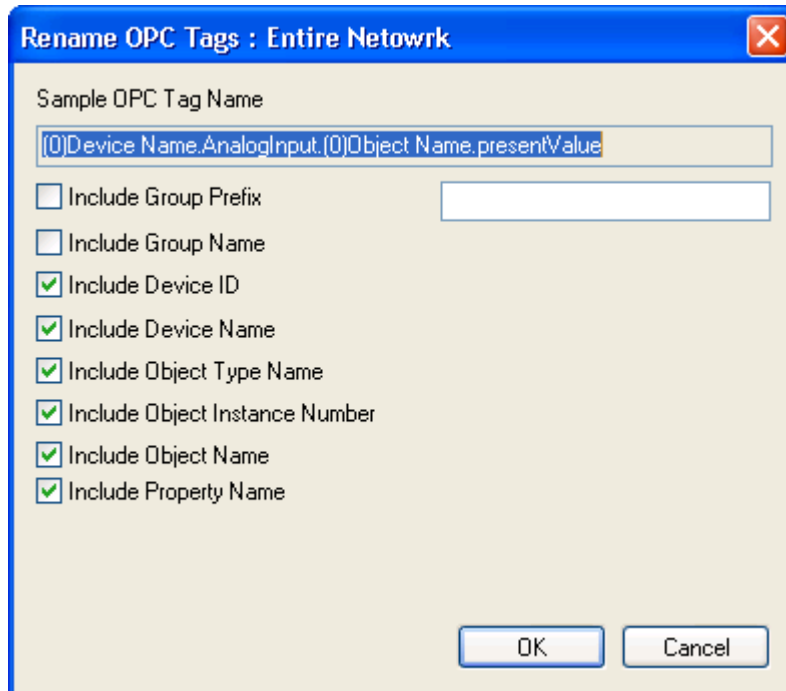 Rename OPC Tags : Entire Netowrk
Sample OPC Tag Name
(0)Device Name.AnalogInput.(0)Object Name.presentValue
Include Group Prefix
Include Group Name
Include Device ID
Include Device Name
Include Object Type Name
Include Object Instance Number
Include Object Name
Include Property Name
OK Cancel